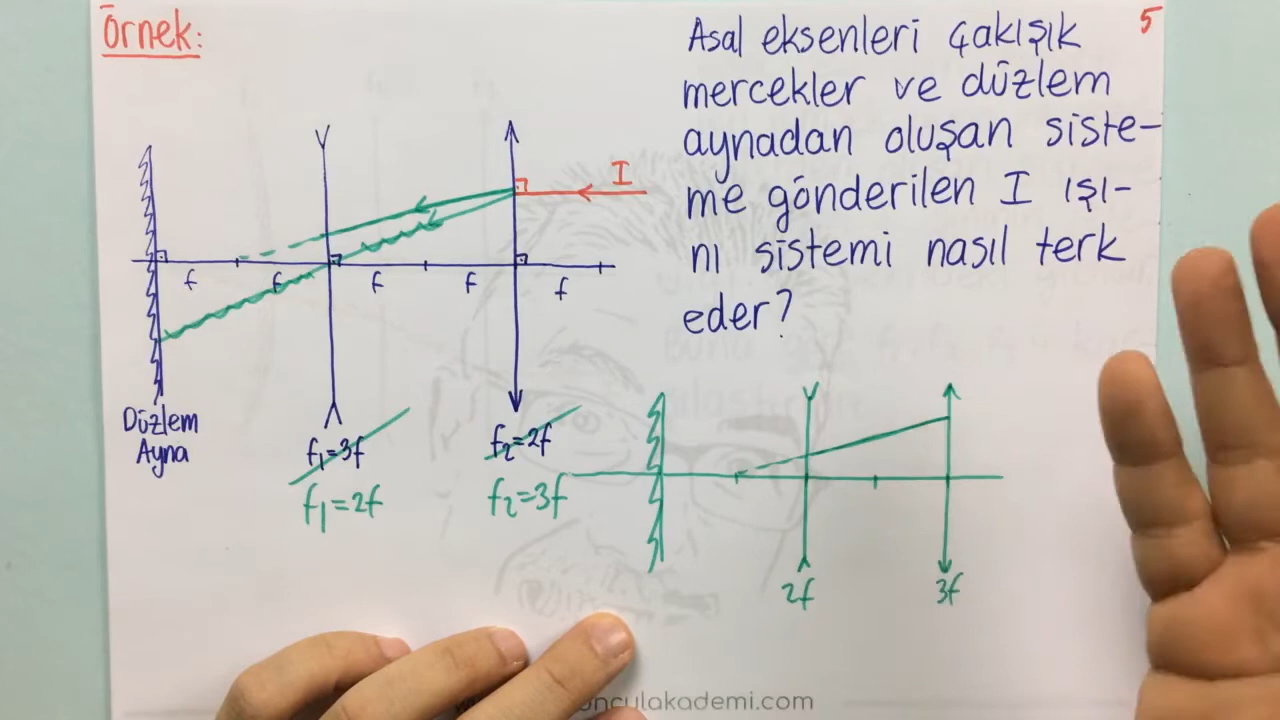 Örnek:
5
Asal eksenleri çakışık
mercekler ve düzlem
aynadan oluşan siste-
me gönderilen I ışı-
nı sistemi nasıl terk
eder?
I
f f f f f
Düzlem
Ayna
f₁=3f
f₂=2f
f₁=2f
f₂=3f
2f
3f
nculakademi.com